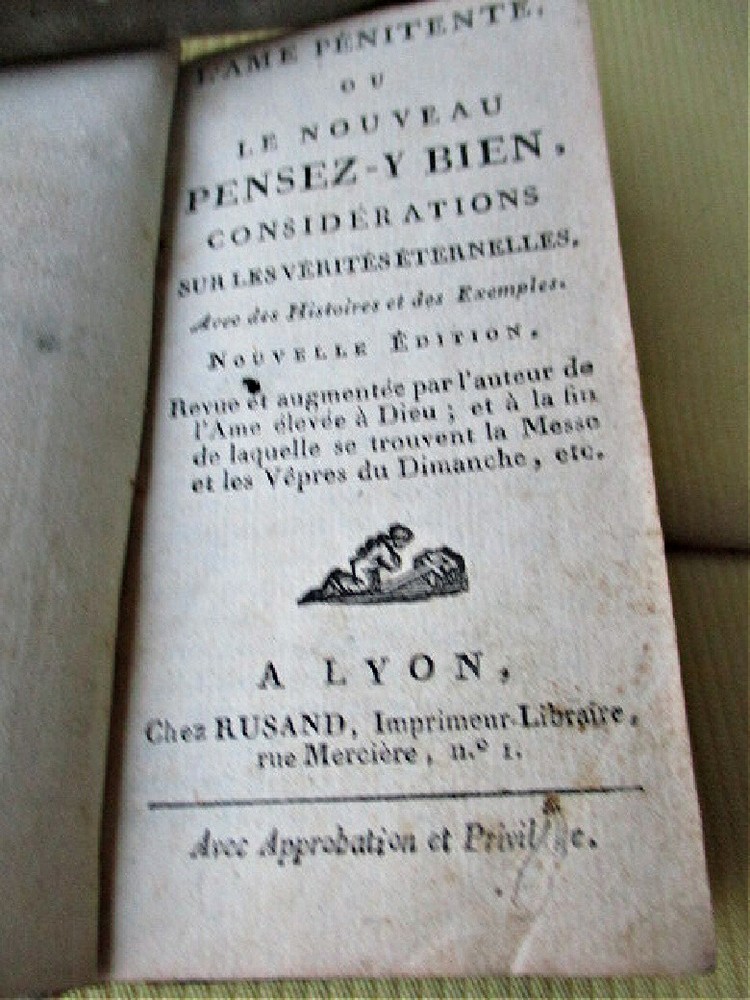 L'AME PÉNITENTE,
OU
LE NOUVEAU
PENSEZ-Y BIEN,
CONSIDÉRATIONS
SUR LES VÉRITÉS ÉTERNELLES,
Avec des Histoires et des Exemples.
NOUVELLE ÉDITION,
Revue et augmentée par l'auteur de
l'Ame élevée à Dieu ; et à la fin
de laquelle se trouvent la Messe
et les Vêpres du Dimanche, etc.
A LYON,
Chez RUSAND, Imprimeur-Libraire,
rue Mercière, n.º 1.
Avec Approbation et Privilége.